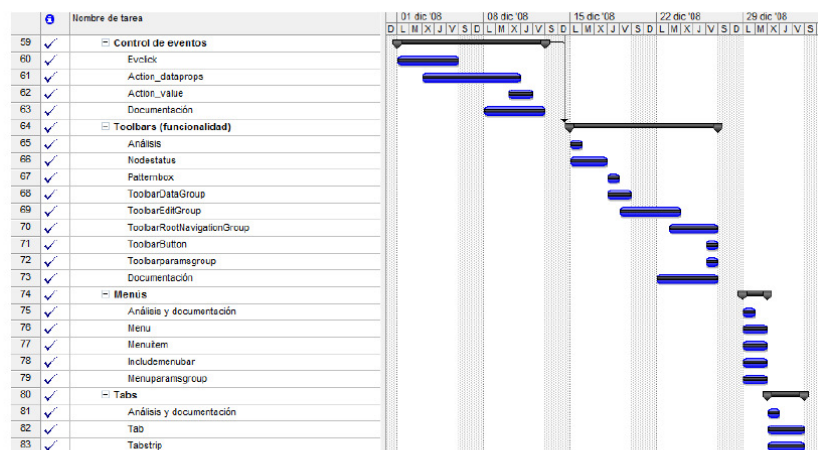 Nombre de tarea
01 dic '08 08 dic '08 15 dic '08 22 dic '08 29 dic '08
D L M X J V S D L M X J V S D L M X J V S D L M X J V S D L M X J V S
59 Control de eventos
60 Evclick
61 Action_dataprops
62 Action_value
63 Documentación
64 Toolbars (funcionalidad)
65 Análisis
66 Nodestatus
67 Patternbox
68 ToolbarDataGroup
69 ToolbarEditGroup
70 ToolbarRootNavigationGroup
71 ToolbarButton
72 Toolbarparamsgroup
73 Documentación
74 Menús
75 Análisis y documentación
76 Menu
77 Menuitem
78 Includemenubar
79 Menuparamsgroup
80 Tabs
81 Análisis y documentación
82 Tab
83 Tabstrip